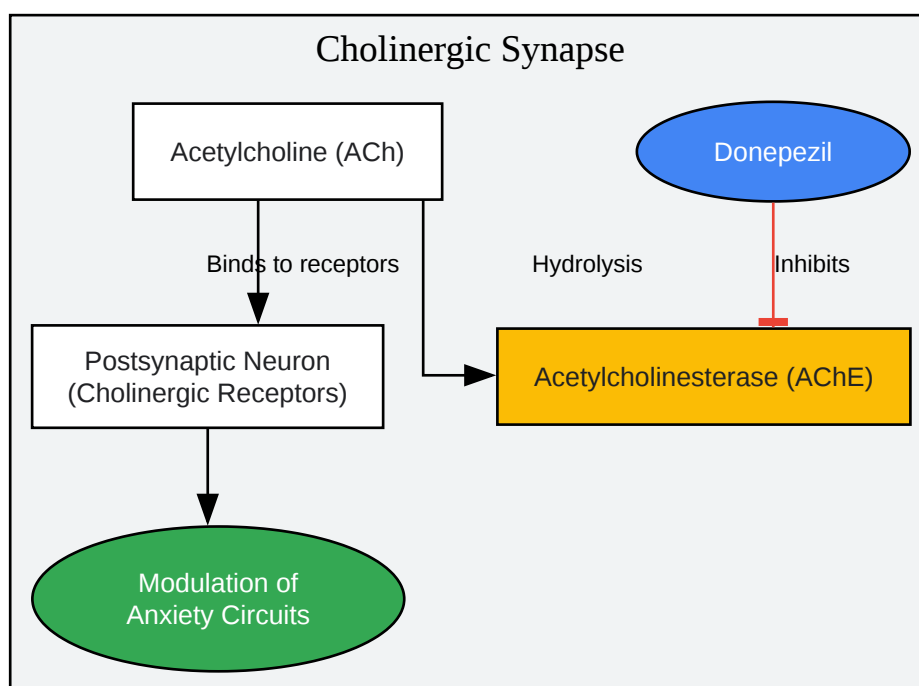 Cholinergic Synapse
Acetylcholine (ACh)
Donepezil
Binds to receptors
Hydrolysis
Inhibits
Postsynaptic Neuron
(Cholinergic Receptors)
Acetylcholinesterase (AChE)
Modulation of
Anxiety Circuits